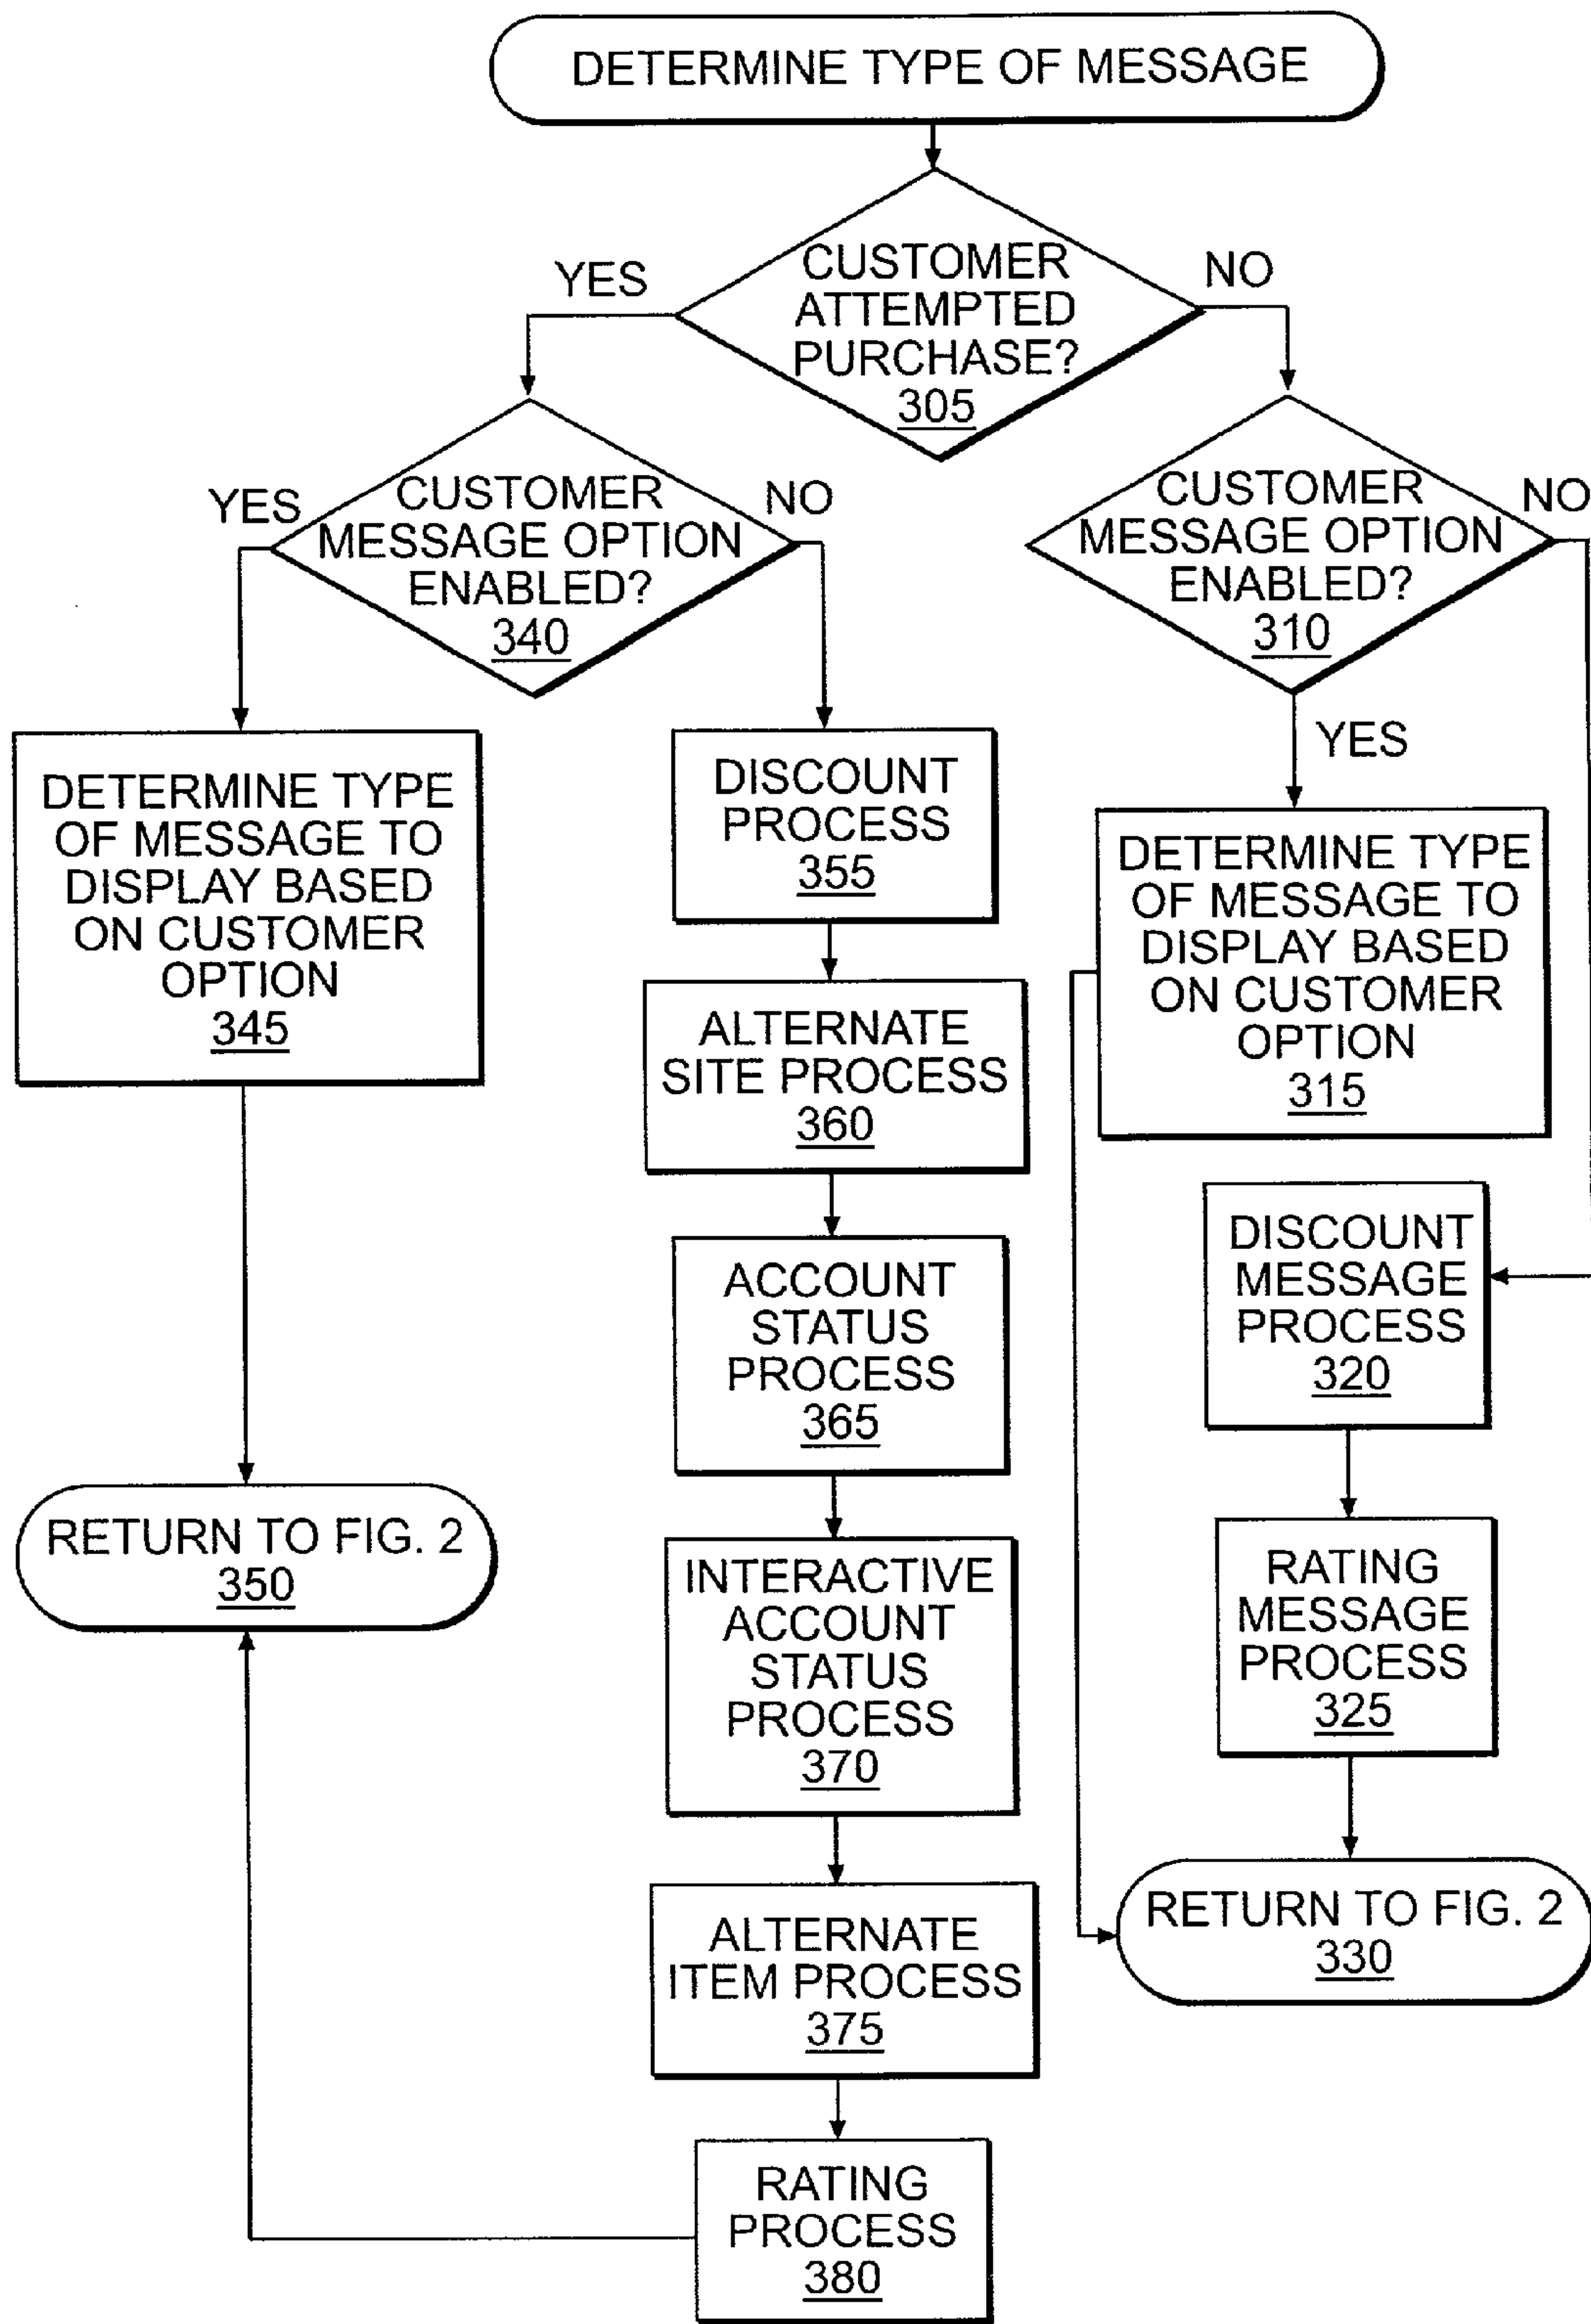 DETERMINE TYPE OF MESSAGE
CUSTOMER
ATTEMPTED
PURCHASE?
305
YES
NO
CUSTOMER
MESSAGE OPTION
ENABLED?
340
YES
NO
CUSTOMER
MESSAGE OPTION
ENABLED?
310
NO
YES
DETERMINE TYPE
OF MESSAGE TO
DISPLAY BASED
ON CUSTOMER
OPTION
345
DISCOUNT
PROCESS
355
DETERMINE TYPE
OF MESSAGE TO
DISPLAY BASED
ON CUSTOMER
OPTION
315
ALTERNATE
SITE PROCESS
360
ACCOUNT
STATUS
PROCESS
365
DISCOUNT
MESSAGE
PROCESS
320
RETURN TO FIG. 2
350
INTERACTIVE
ACCOUNT
STATUS
PROCESS
370
RATING
MESSAGE
PROCESS
325
ALTERNATE
ITEM PROCESS
375
RETURN TO FIG. 2
330
RATING
PROCESS
380